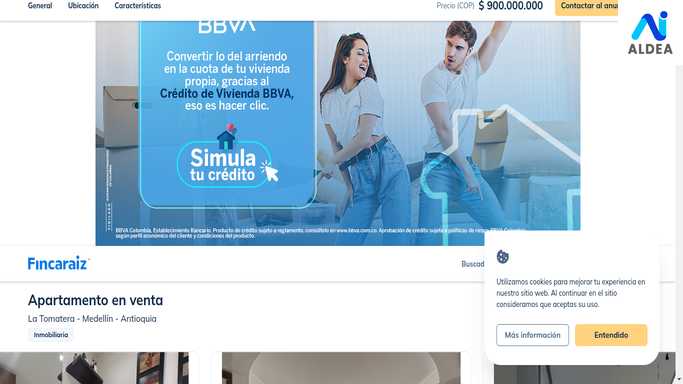 General Ubicación Características Precio (COP) $ 900.000.000 Contactar al anun
ALDEA
BBVA
Convertir lo del arriendo
en la cuota de tu vivienda
propia, gracias al
Crédito de Vivienda BBVA,
eso es hacer clic.
Simula
tu crédito
BBVA Colombia, Establecimiento Bancario. Producto de crédito sujeto a reglamento, consúltelo en www.bbva.com.co. Aprobación de crédito sujeta a políticas de riesgo BBVA Colombia,
según perfil económico del cliente y condiciones del producto.
Fincaraiz
Buscad
Utilizamos cookies para mejorar tu experiencia en
nuestro sitio web. Al continuar en el sitio
consideramos que aceptas su uso.
Más información Entendido
Apartamento en venta
La Tomatera - Medellín - Antioquia
Inmobiliaria